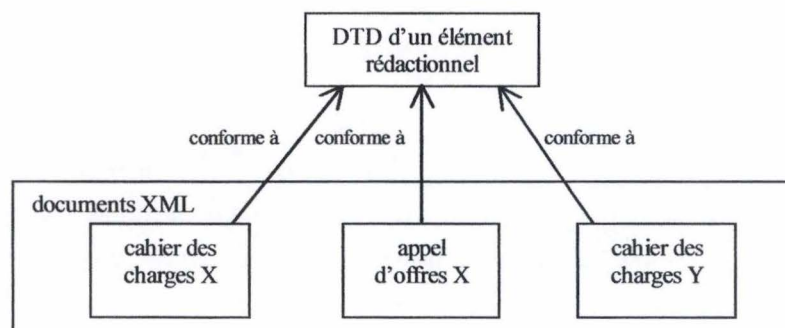 DTD d'un élément
rédactionnel
conforme à
conforme à
conforme à
documents XML
cahier des
charges X
appel
d'offres X
cahier des
charges Y